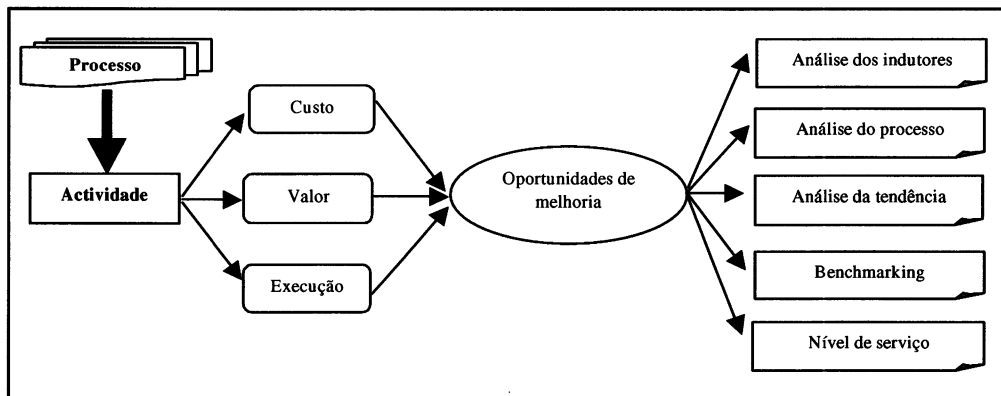 Processo
Actividade
Custo
Valor
Execução
Oportunidades de
melhoria
Análise dos indutores
Análise do processo
Análise da tendência
Benchmarking
Nível de serviço